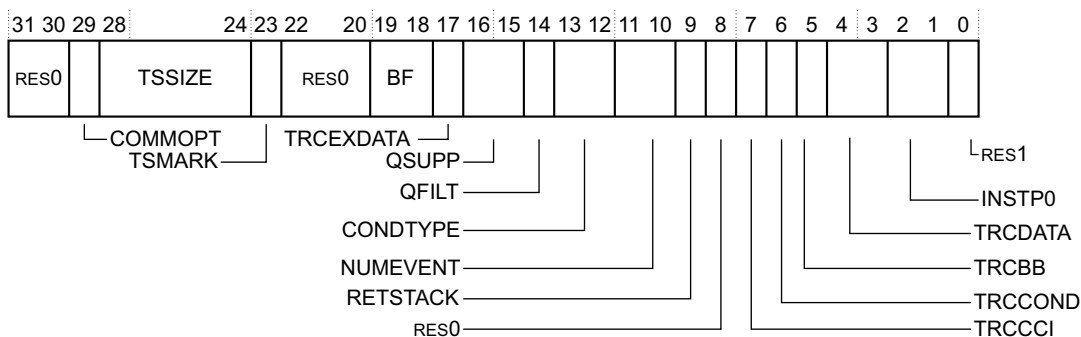 31 30 29 28 24 23 22 20 19 18 17 16 15 14 13 12 11 10 9 8 7 6 5 4 3 2 1 0
RES0 TSSIZE RES0 BF
COMMOPT TRCEXDATA RES1
TSMARK QSUPP
QFILT INSTP0
CONDTYPE TRCDATA
NUMEVENT TRCBB
RETSTACK TRCCOND
RES0 TRCCCI